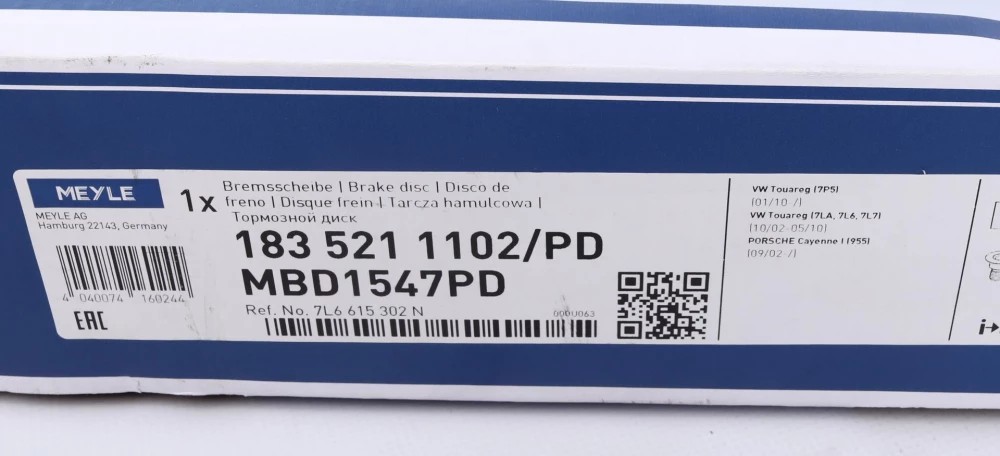 MEYLE
MEYLE AG
Hamburg 22143, Germany
4 040074 160244
EAC
1x
Bremsscheibe | Brake disc | Disco de
freno | Disque frein | Tarcza hamulcowa |
Тормозной диск
183 521 1102/PD
MBD1547PD
Ref. No. 7L6 615 302 N
000U063
VW Touareg (7P5)
(01/10 -/)
VW Touareg (7LA, 7L6, 7L7)
(10/02-05/10)
PORSCHE Cayenne I (955)
(09/02 -/)